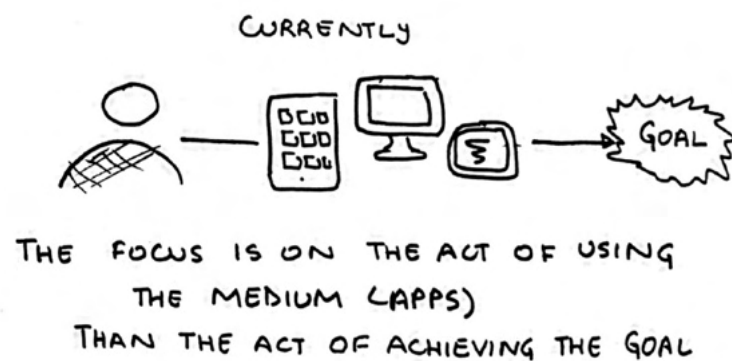 CURRENTLY
GOAL
THE FOCUS IS ON THE ACT OF USING
THE MEDIUM (APPS)
THAN THE ACT OF ACHIEVING THE GOAL